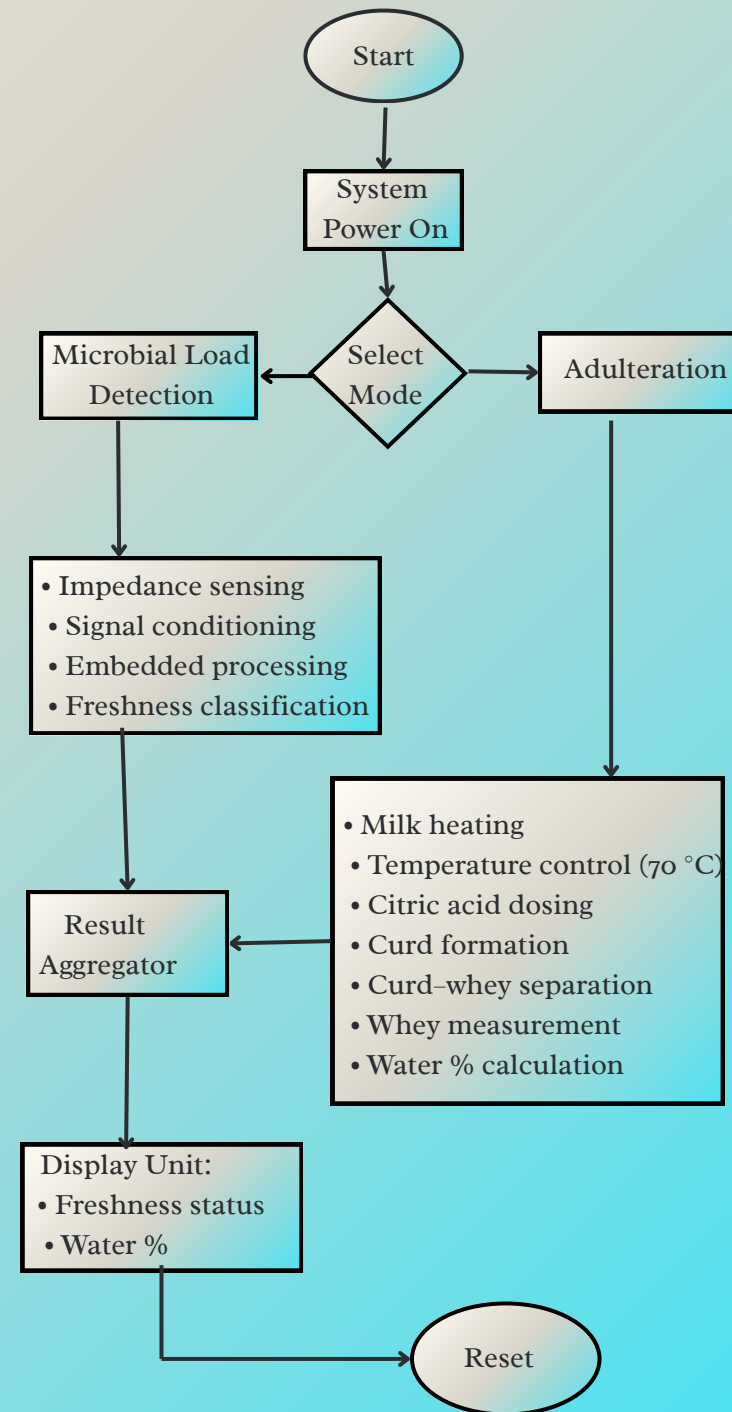 Start
System
Power On
Select
Mode
Microbial Load
Detection
Adulteration
• Impedance sensing
• Signal conditioning
• Embedded processing
• Freshness classification
• Milk heating
• Temperature control (70 °C)
• Citric acid dosing
• Curd formation
• Curd–whey separation
• Whey measurement
• Water % calculation
Result
Aggregator
Display Unit:
• Freshness status
• Water %
Reset